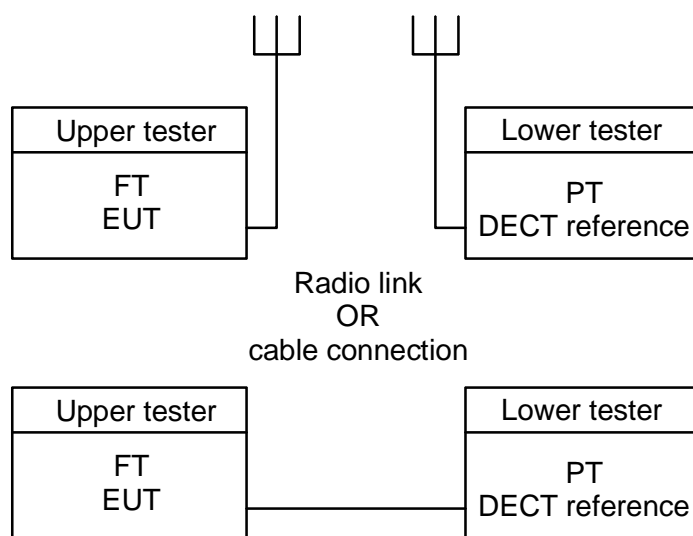 Upper tester
FT
EUT
Lower tester
PT
DECT reference
Radio link
OR
cable connection
Upper tester
FT
EUT
Lower tester
PT
DECT reference